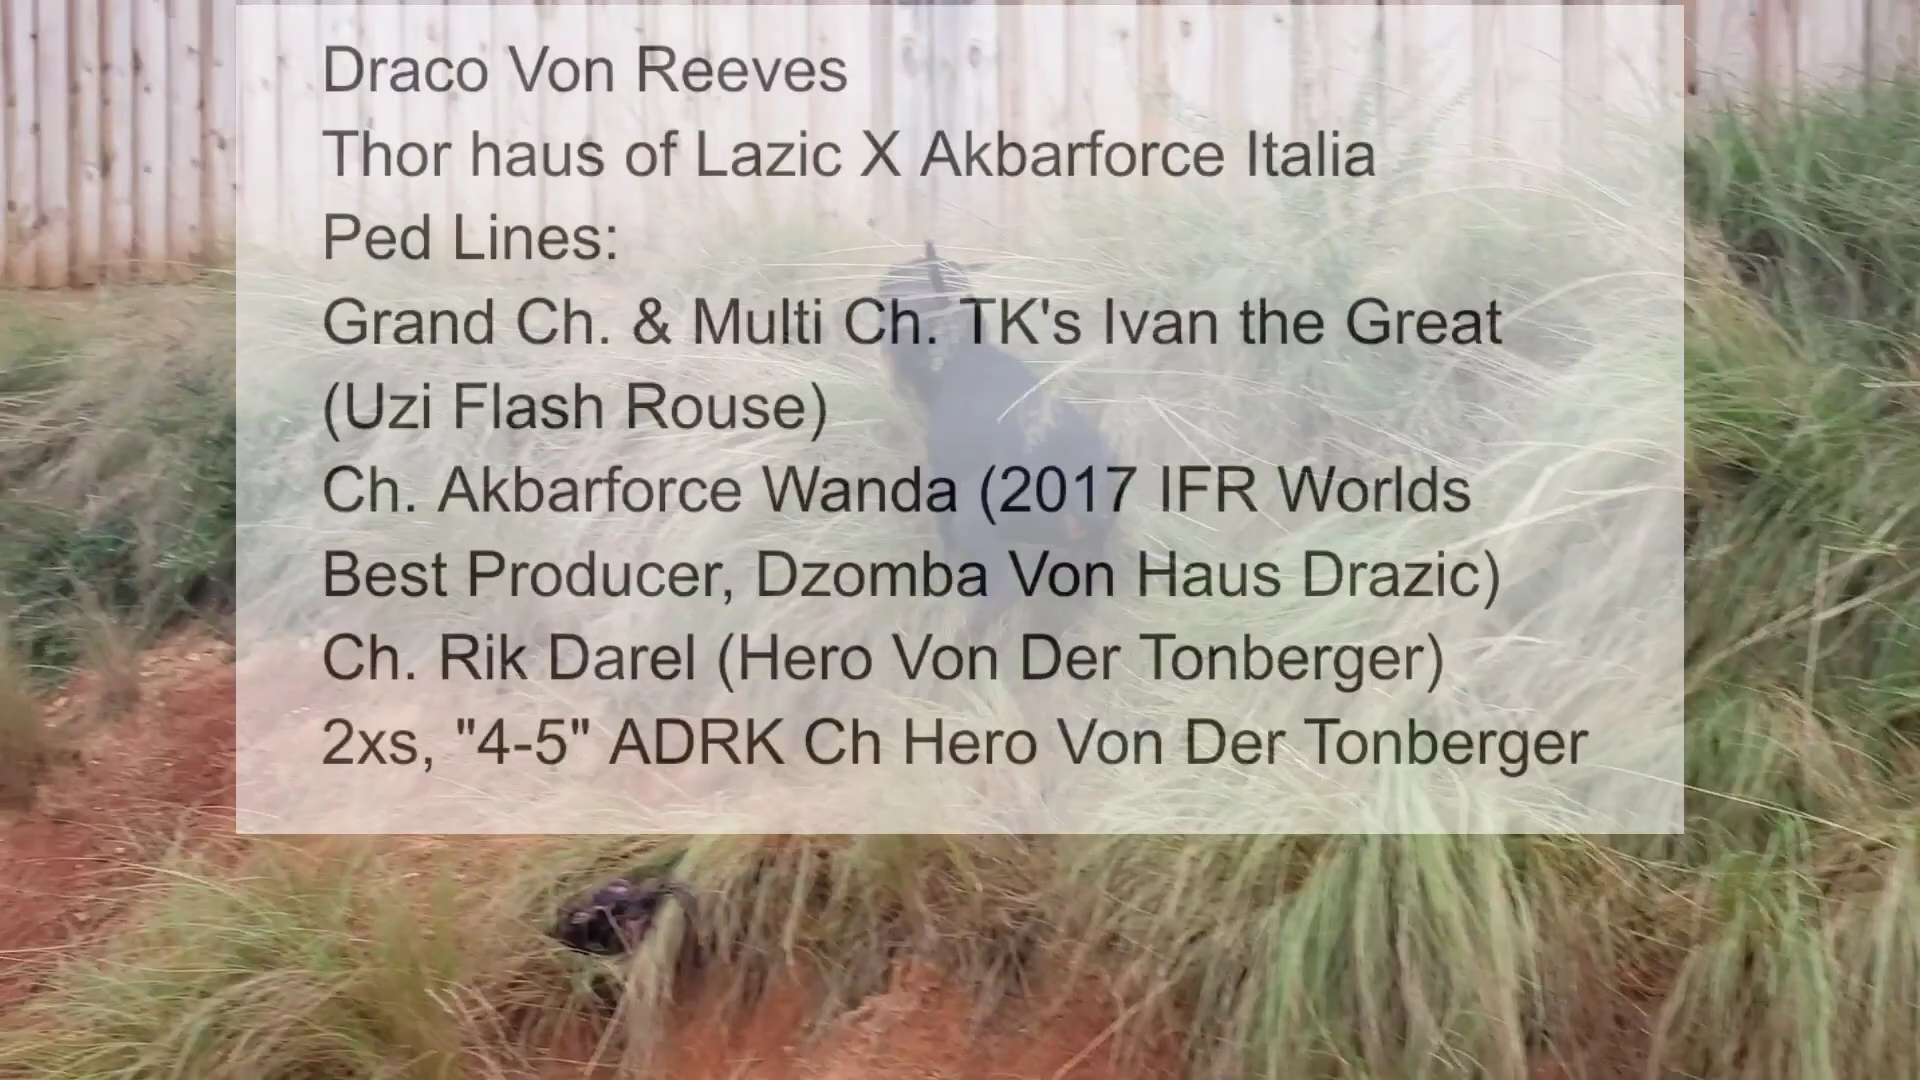 Draco Von Reeves
Thor haus of Lazic X Akbarforce Italia
Ped Lines:
Grand Ch. & Multi Ch. TK's Ivan the Great
(Uzi Flash Rouse)
Ch. Akbarforce Wanda (2017 IFR Worlds
Best Producer, Dzomba Von Haus Drazic)
Ch. Rik Darel (Hero Von Der Tonberger)
2xs, "4-5" ADRK Ch Hero Von Der Tonberger